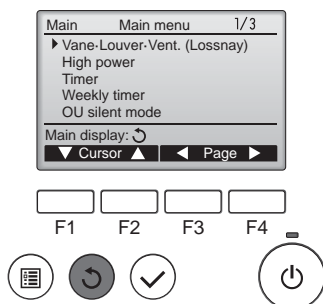 Main Main menu 1/3
Vane·Louver·Vent. (Lossnay)
High power
Timer
Weekly timer
OU silent mode
Main display:
Cursor Page
F1 F2 F3 F4